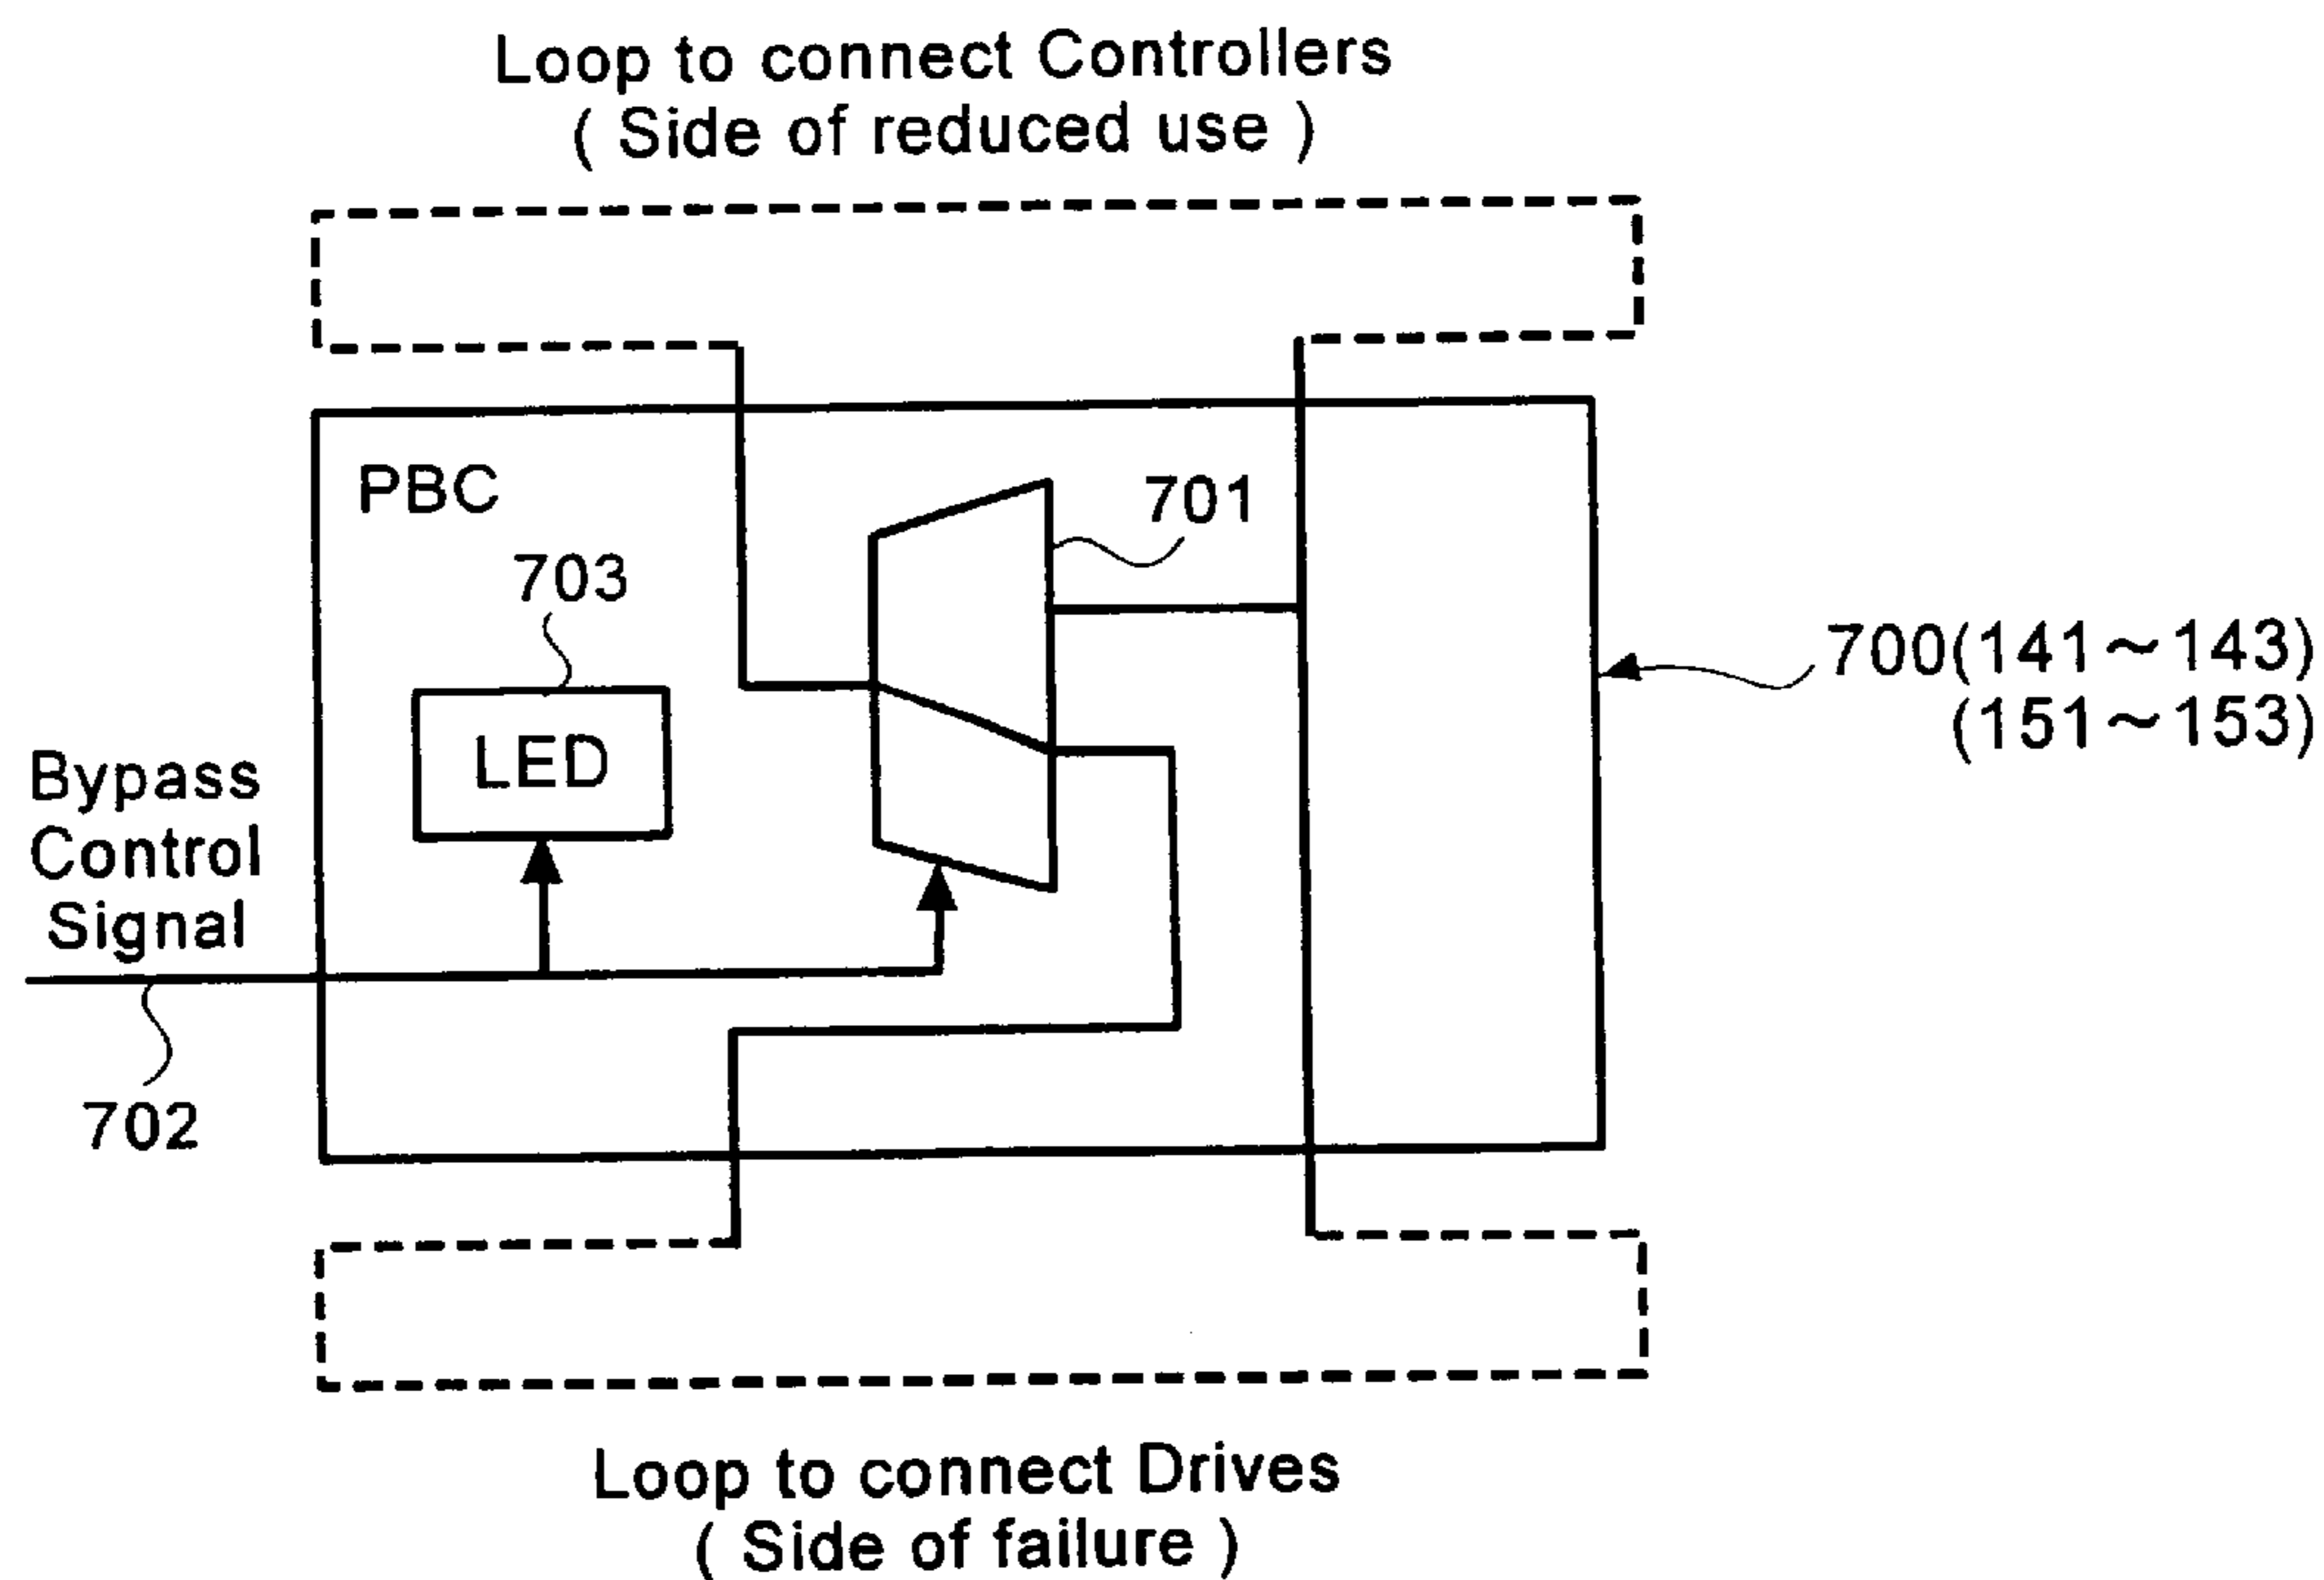 Loop to connect Controllers
( Side of reduced use )
PBC
701
703
700(141~143)
(151~153)
LED
Bypass
Control
Signal
702
Loop to connect Drives
( Side of failure )